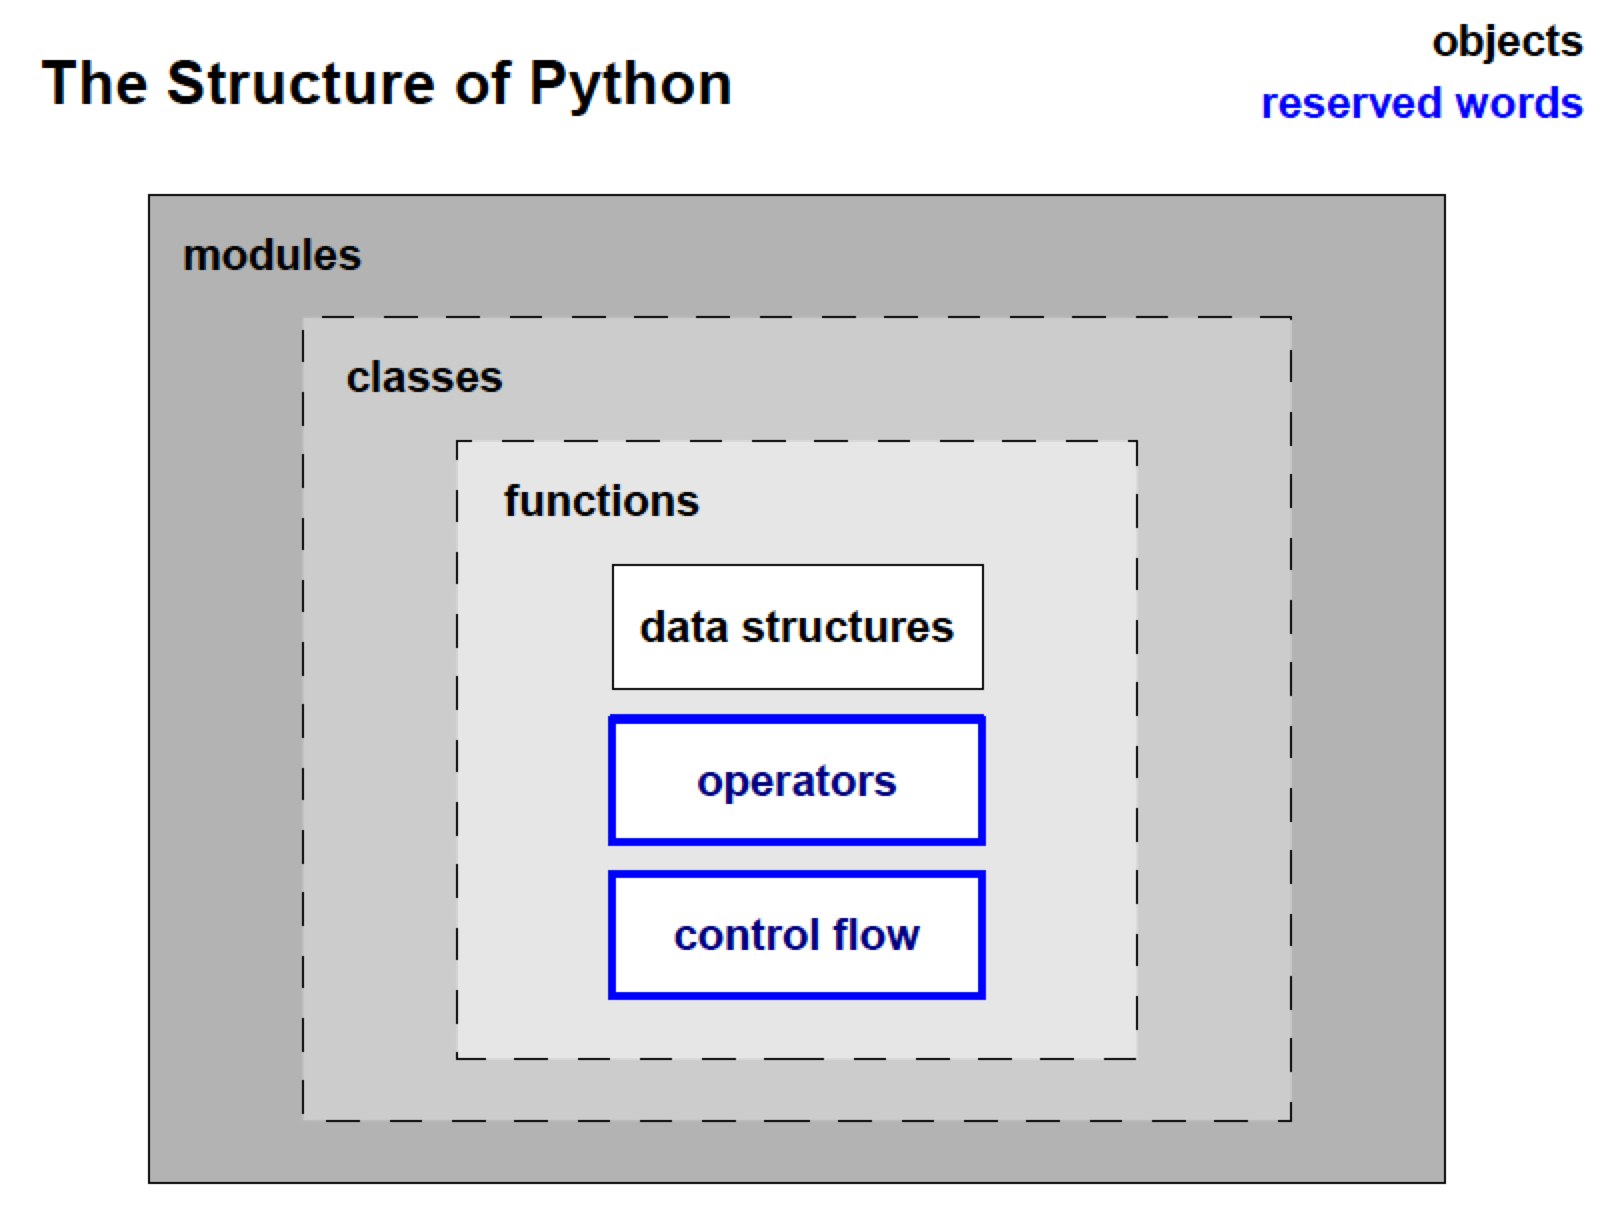 The Structure of Python
objects
reserved words
modules
classes
functions
data structures
operators
control flow